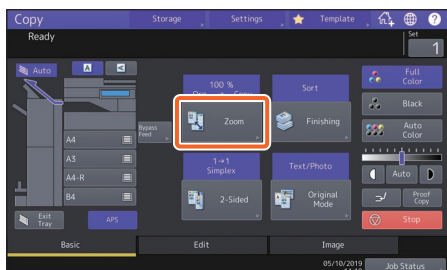 Copy
Storage
Settings
Template
Ready
Set
1
Auto
A
100 %
Sort
Full
Color
Zoom
Finishing
Black
Bypass
Feed
Auto
Color
A4
A3
A4-R
B4
1→1
Simplex
Text/Photo
Auto
2-Sided
Original
Mode
Proof
Copy
Exit
Tray
APS
Stop
Basic
Edit
Image
05/10/2019
Job Status